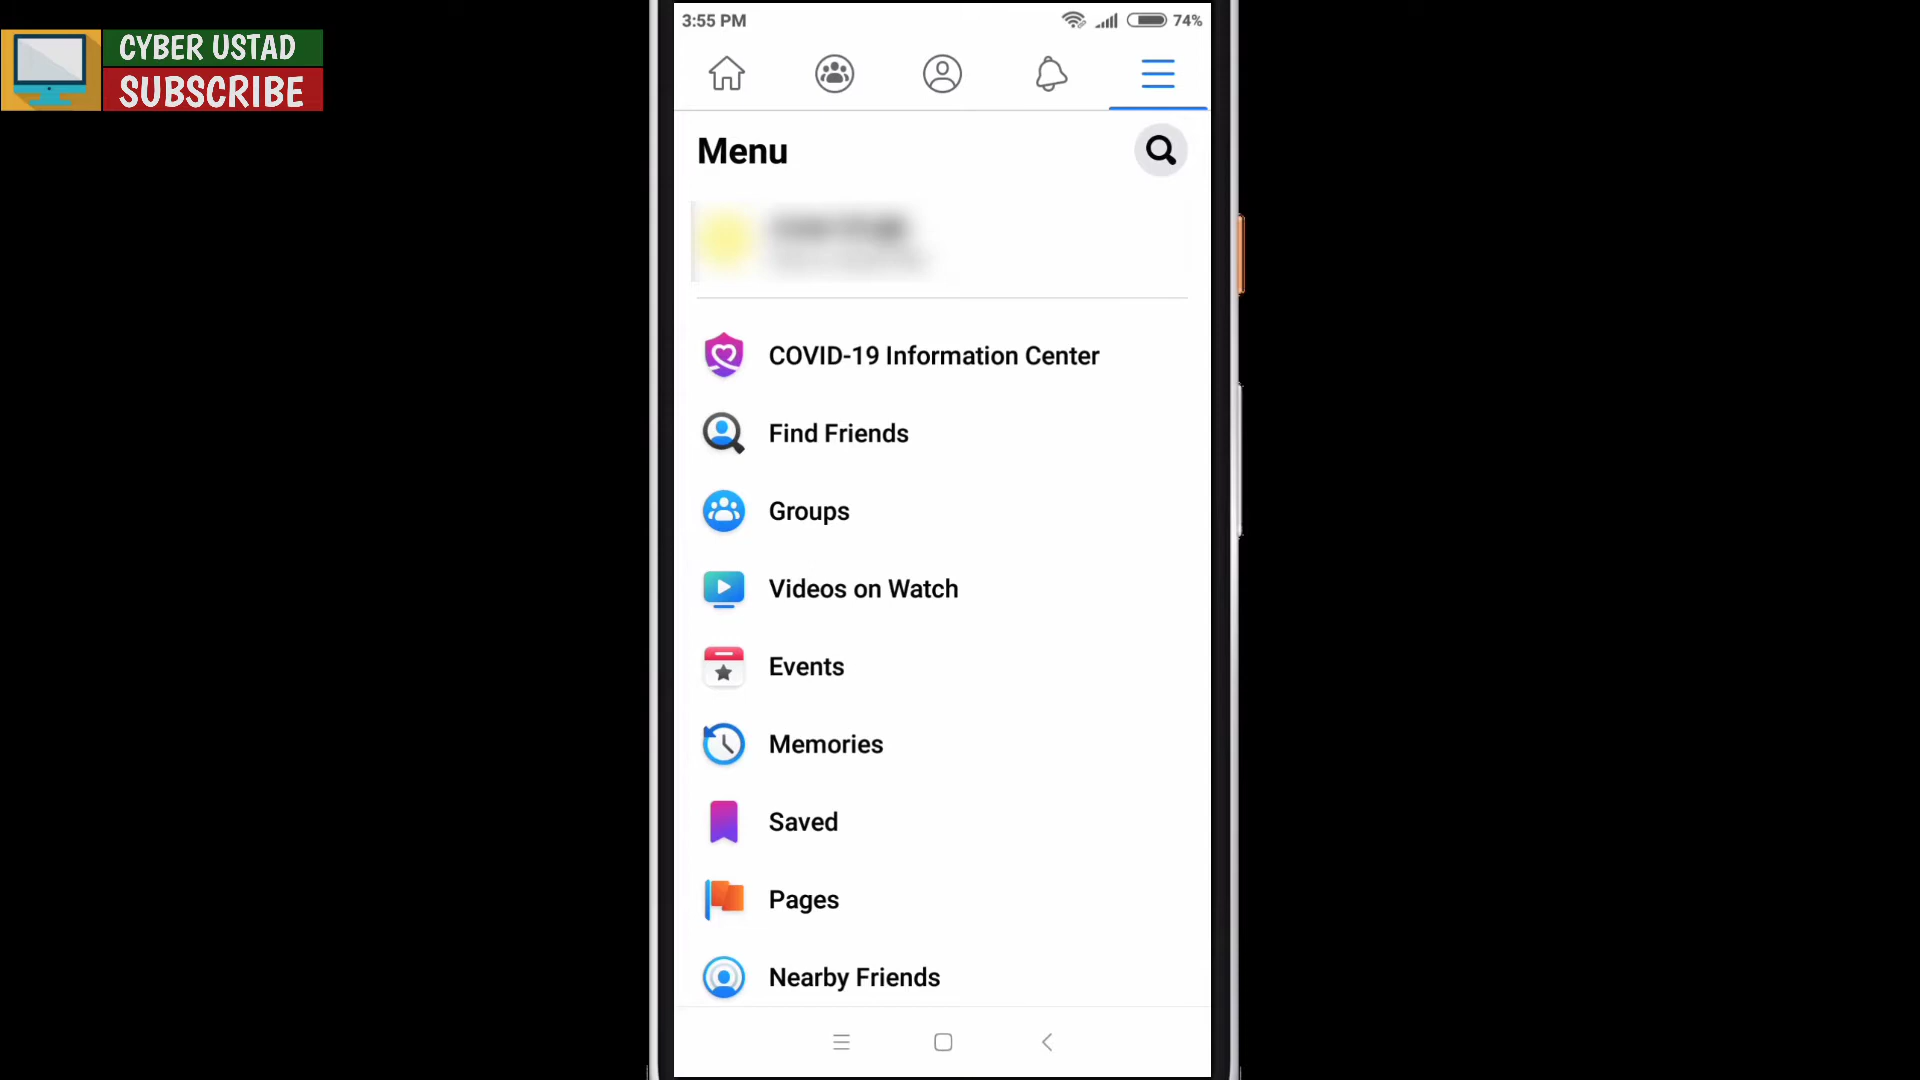 CYBER USTAD
SUBSCRIBE
3:55 PM
74%
Menu
COVID-19 Information Center
Find Friends
Groups
Videos on Watch
Events
Memories
Saved
Pages
Nearby Friends